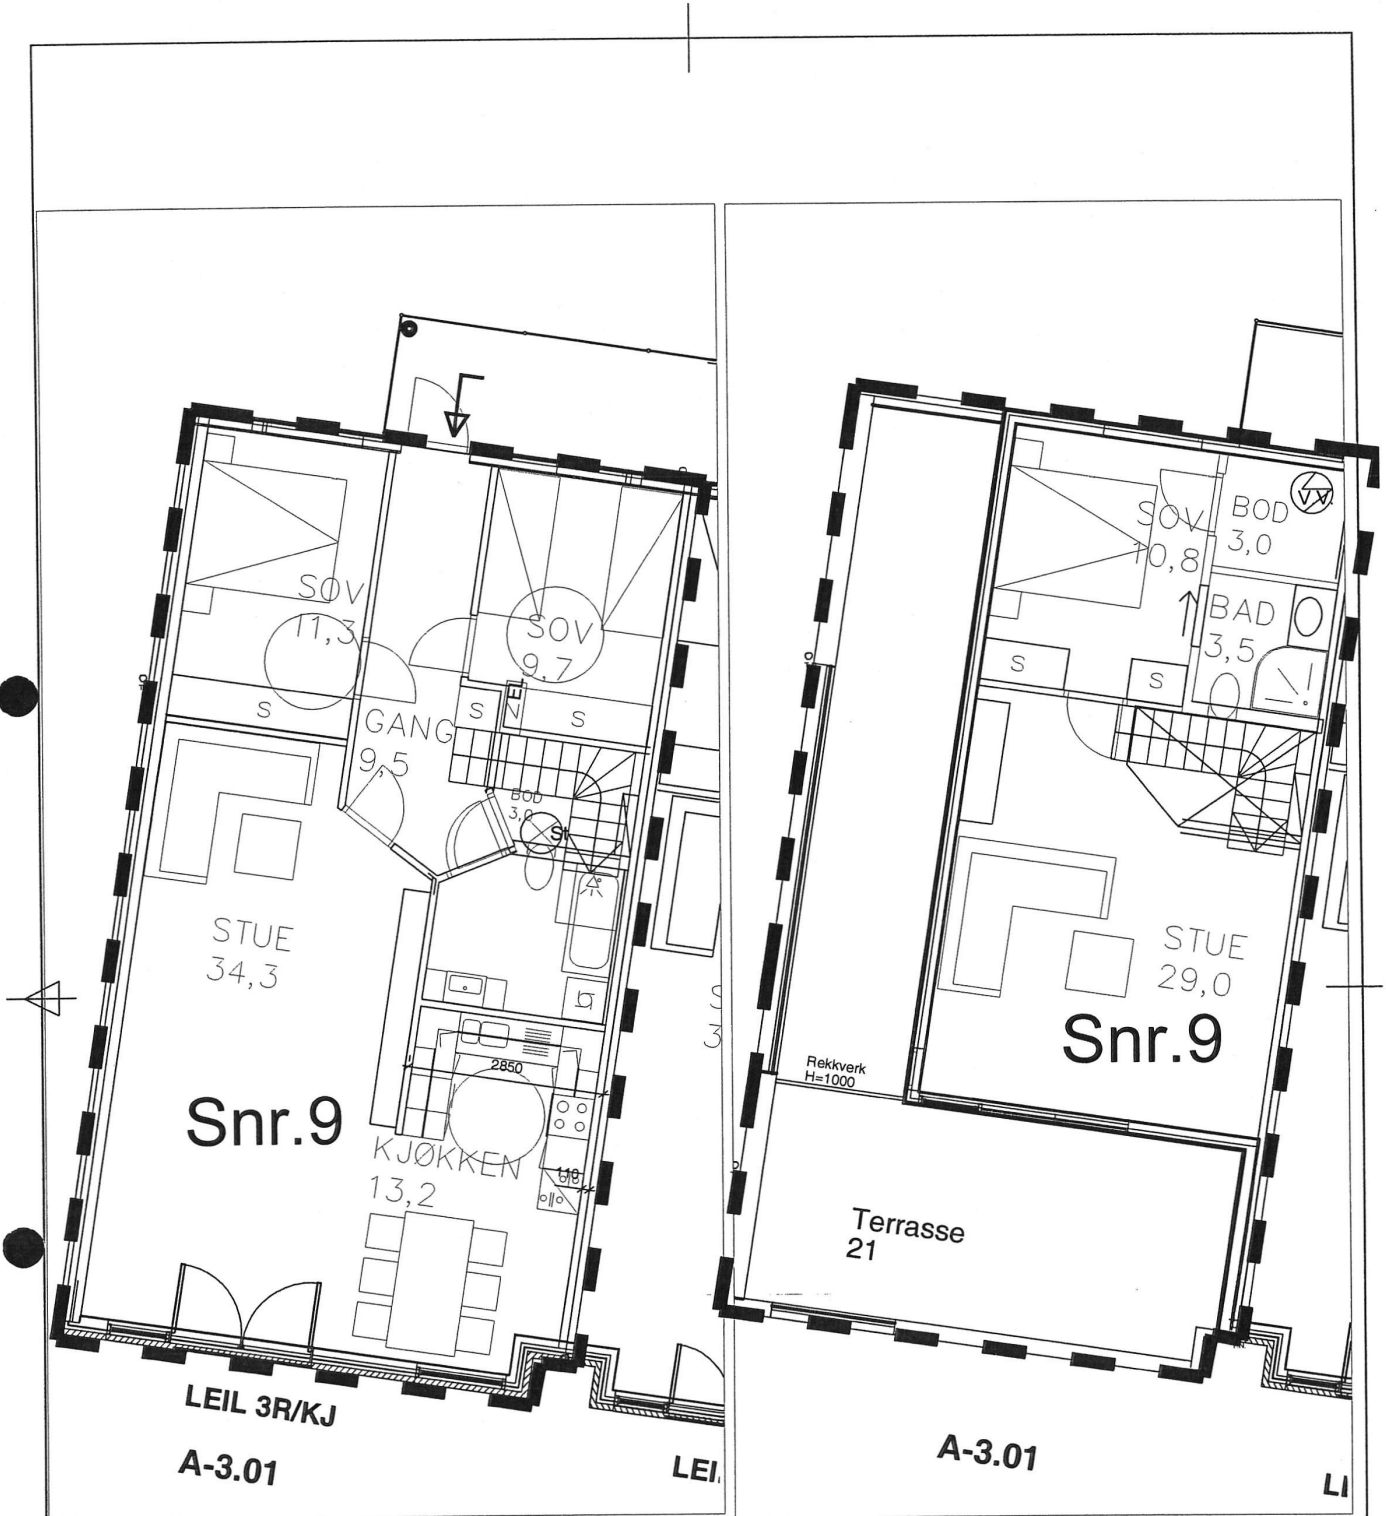 SOV
11,3
SOV
9,7
S
S
S
ZEL
GANG
9,5
BOD
3,0
St
STUE
34,3
2850
Snr.9
KJØKKEN
13,2
110
LEIL 3R/KJ
A-3.01
LEI
SOV
10,8
BOD
3,0
V.V.
BAD
3,5
S
S
STUE
29,0
Snr.9
Rekkverk
H=1000
Terrasse
21
A-3.01